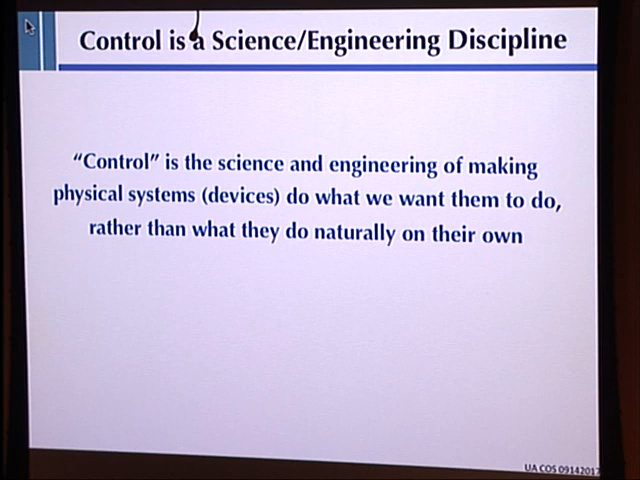 Control is a Science/Engineering Discipline
“Control” is the science and engineering of making
physical systems (devices) do what we want them to do,
rather than what they do naturally on their own
UA COS 09142017